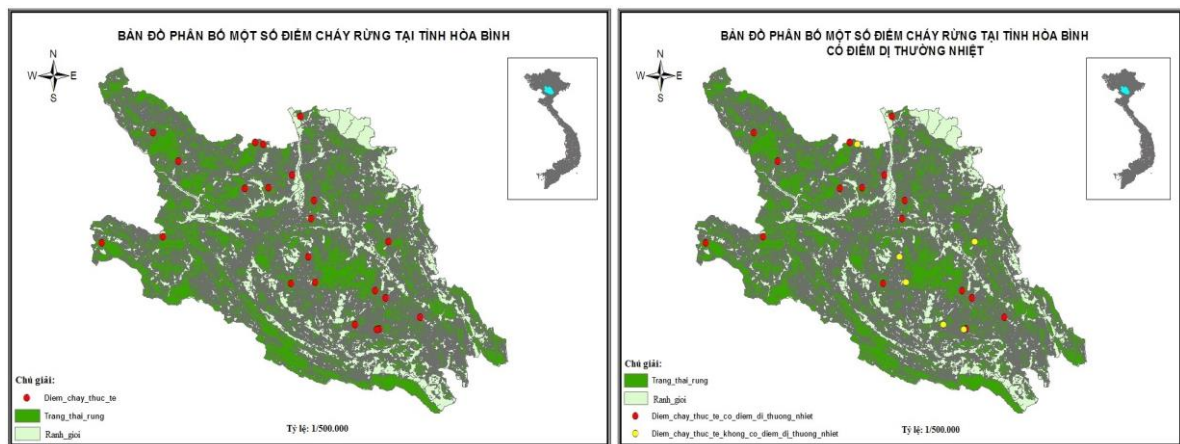 BẢN ĐỒ PHÂN BỐ MỘT SỐ ĐIỂM CHÁY RỪNG TẠI TỈNH HÒA BÌNH
N
W E
S
Chú giải:
Diem_chay_thuc_te
Trang_thai_rung
Ranh_gioi
Tỷ lệ: 1/500.000
BẢN ĐỒ PHÂN BỐ MỘT SỐ ĐIỂM CHÁY RỪNG TẠI TỈNH HÒA BÌNH
CÓ ĐIỂM DỊ THƯỜNG NHIỆT
N
W E
S
Chú giải:
Trang_thai_rung
Ranh_gioi
Diem_chay_thuc_te_co_diem_di_thuong_nhiet
Diem_chay_thuc_te_khong_co_diem_di_thuong_nhiet
Tỷ lệ: 1/500.000